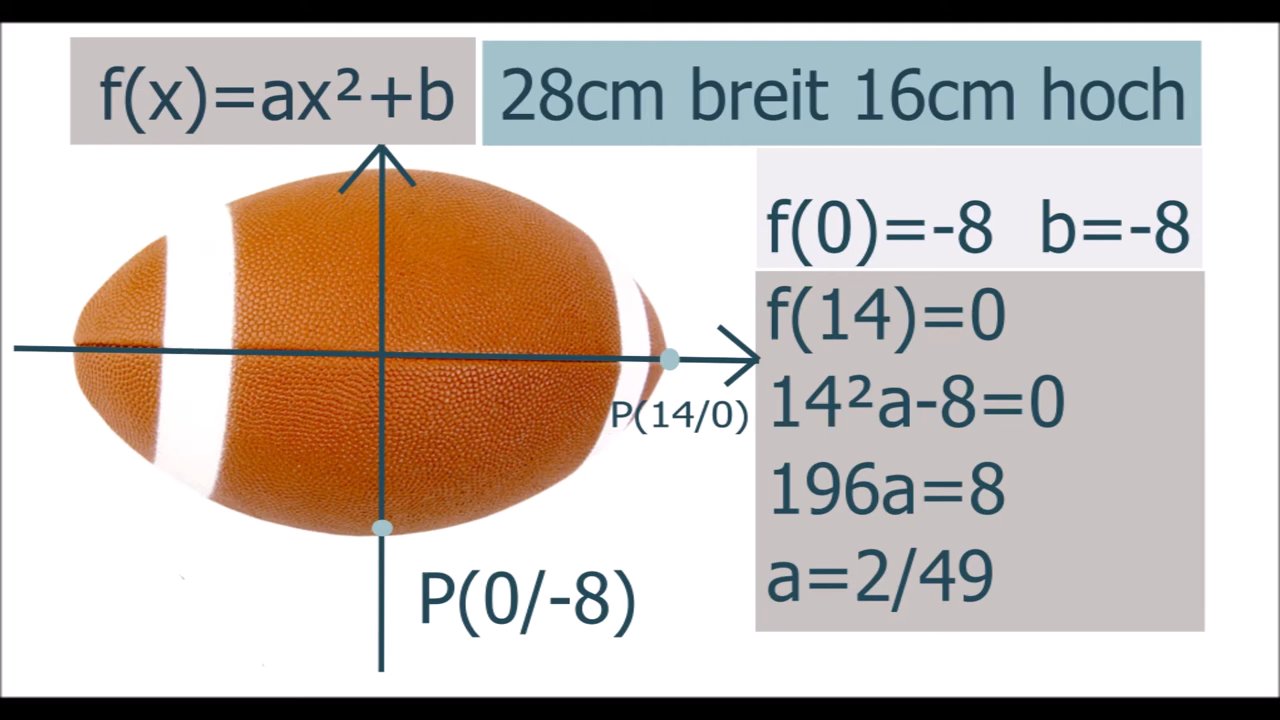 f(x)=ax²+b
28cm breit 16cm hoch
f(0)=-8 b=-8
f(14)=0
P(14/0)
14²a-8=0
196a=8
a=2/49
P(0/-8)